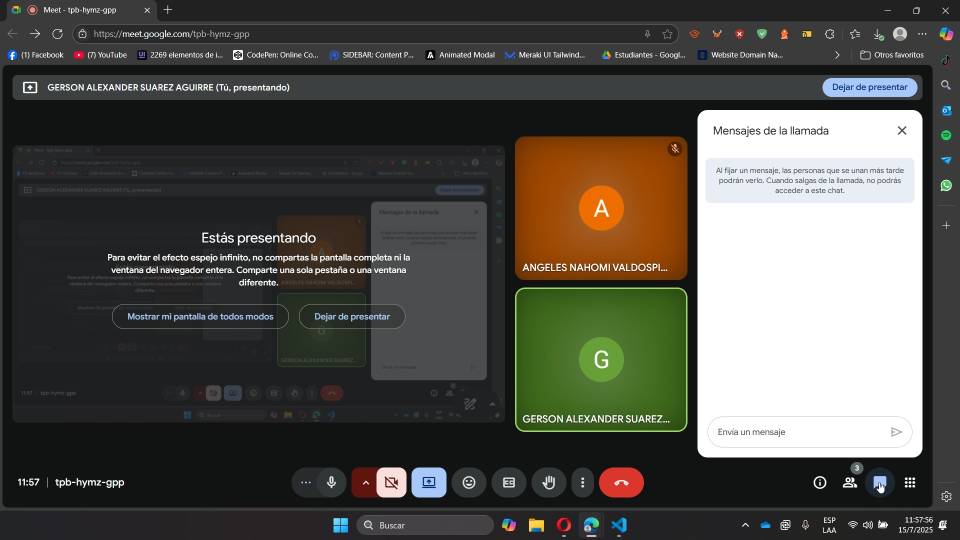 Meet - tpb-hymz-gpp
https://meet.google.com/tpb-hymz-gpp
(1) Facebook
(7) YouTube
2269 elementos de i...
CodePen: Online Co...
SIDEBAR: Content P...
Animated Modal
Meraki UI Tailwind...
Estudiantes - Googl...
Website Domain Na...
Otros favoritos
GERSON ALEXANDER SUAREZ AGUIRRE (Tú, presentando)
Dejar de presentar
Estás presentando
Para evitar el efecto espejo infinito, no compartas la pantalla completa ni la
ventana del navegador entera. Comparte una sola pestaña o una ventana
diferente.
Mostrar mi pantalla de todos modos
Dejar de presentar
A
ANGELES NAHOMI VALDOSPI...
G
GERSON ALEXANDER SUAREZ...
Mensajes de la llamada
Al fijar un mensaje, las personas que se unan más tarde
podrán verlo. Cuando salgas de la llamada, no podrás
acceder a este chat.
Envía un mensaje
11:57
tpb-hymz-gpp
3
Buscar
ESP
LAA
11:57:56
15/7/2025